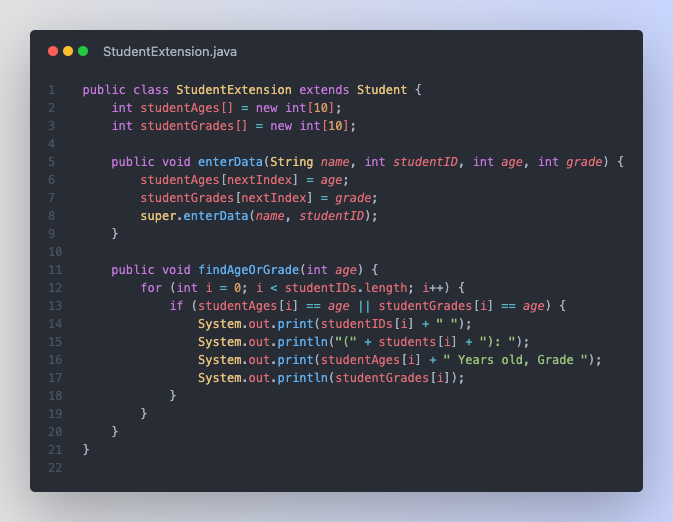 StudentExtension.java
1 public class StudentExtension extends Student {
2     int studentAges[] = new int[10];
3     int studentGrades[] = new int[10];
4
5     public void enterData(String name, int studentID, int age, int grade) {
6         studentAges[nextIndex] = age;
7         studentGrades[nextIndex] = grade;
8         super.enterData(name, studentID);
9     }
10
11     public void findAgeOrGrade(int age) {
12         for (int i = 0; i < studentIDs.length; i++) {
13             if (studentAges[i] == age || studentGrades[i] == age) {
14                 System.out.print(studentIDs[i] + " ");
15                 System.out.println("(" + students[i] + "): ");
16                 System.out.print(studentAges[i] + " Years old, Grade ");
17                 System.out.println(studentGrades[i]);
18             }
19         }
20     }
21 }
22